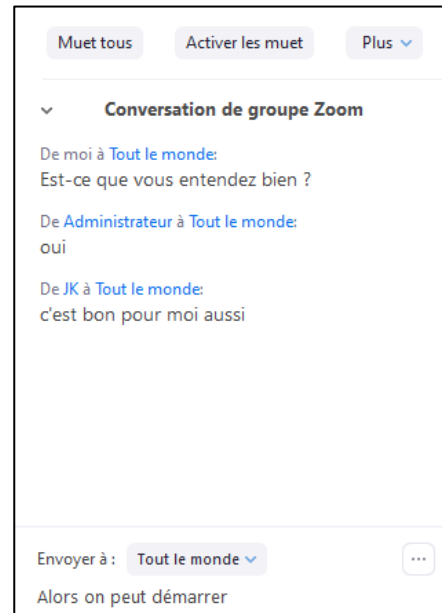 Muet tous Activer les muet Plus
Conversation de groupe Zoom
De moi à Tout le monde:
Est-ce que vous entendez bien ?
De Administrateur à Tout le monde:
oui
De JK à Tout le monde:
c'est bon pour moi aussi
Envoyer à : Tout le monde ...
Alors on peut démarrer